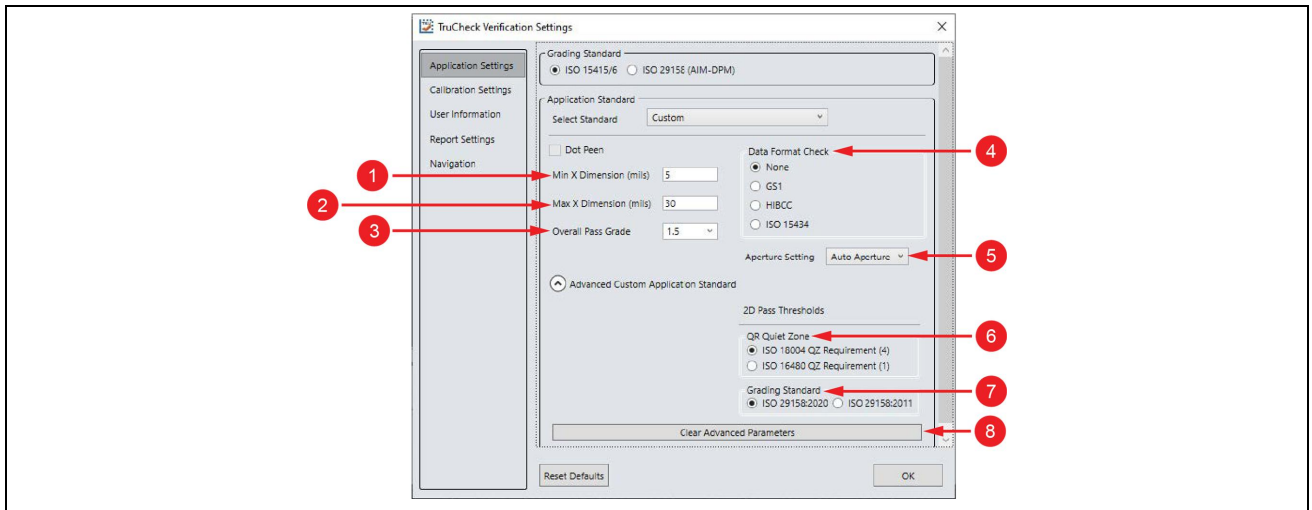 TruCheck Verification Settings
Application Settings
Calibration Settings
User Information
Report Settings
Navigation
Grading Standard
ISO 15415/6 ISO 29158 (AIM-DPM)
Application Standard
Select Standard Custom
Dot Peen
1 Min X Dimension (mils) 5
2 Max X Dimension (mils) 30
3 Overall Pass Grade 1.5
Data Format Check 4
None
GS1
HIBCC
ISO 15434
Aperture Setting Auto Aperture 5
Advanced Custom Application Standard
2D Pass Thresholds
QR Quiet Zone 6
ISO 18004 QZ Requirement (4)
ISO 16480 QZ Requirement (1)
Grading Standard 7
ISO 29158:2020 ISO 29158:2011
Clear Advanced Parameters 8
Reset Defaults OK